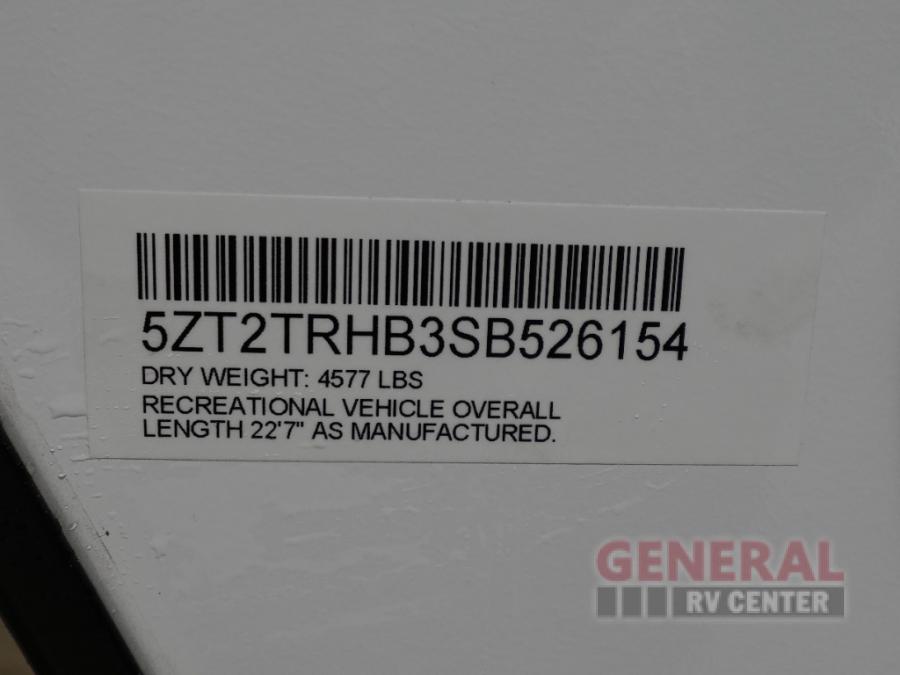 5ZT2TRHB3SB526154
DRY WEIGHT: 4577 LBS
RECREATIONAL VEHICLE OVERALL
LENGTH 22'7" AS MANUFACTURED.
GENERAL
RV CENTER